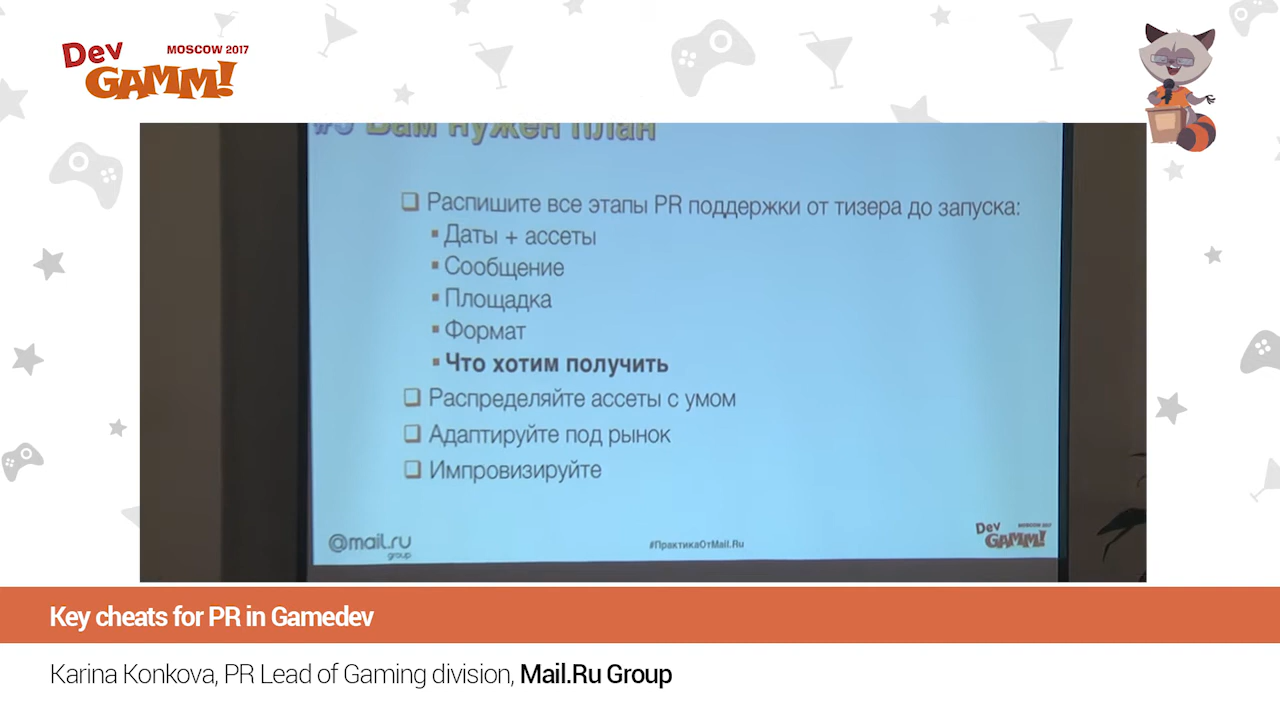 Dev
GAMM!
MOSCOW 2017
#3 Вам нужен план
Распишите все этапы PR поддержки от тизера до запуска:
Даты + ассеты
Сообщение
Площадка
Формат
Что хотим получить
Распределяйте ассеты с умом
Адаптируйте под рынок
Импровизируйте
@mail.ru
group
#ПрактикаОтMail.Ru
Dev
MOSCOW 2017
GAMM!
Key cheats for PR in Gamedev
Karina Konkova, PR Lead of Gaming division, Mail.Ru Group